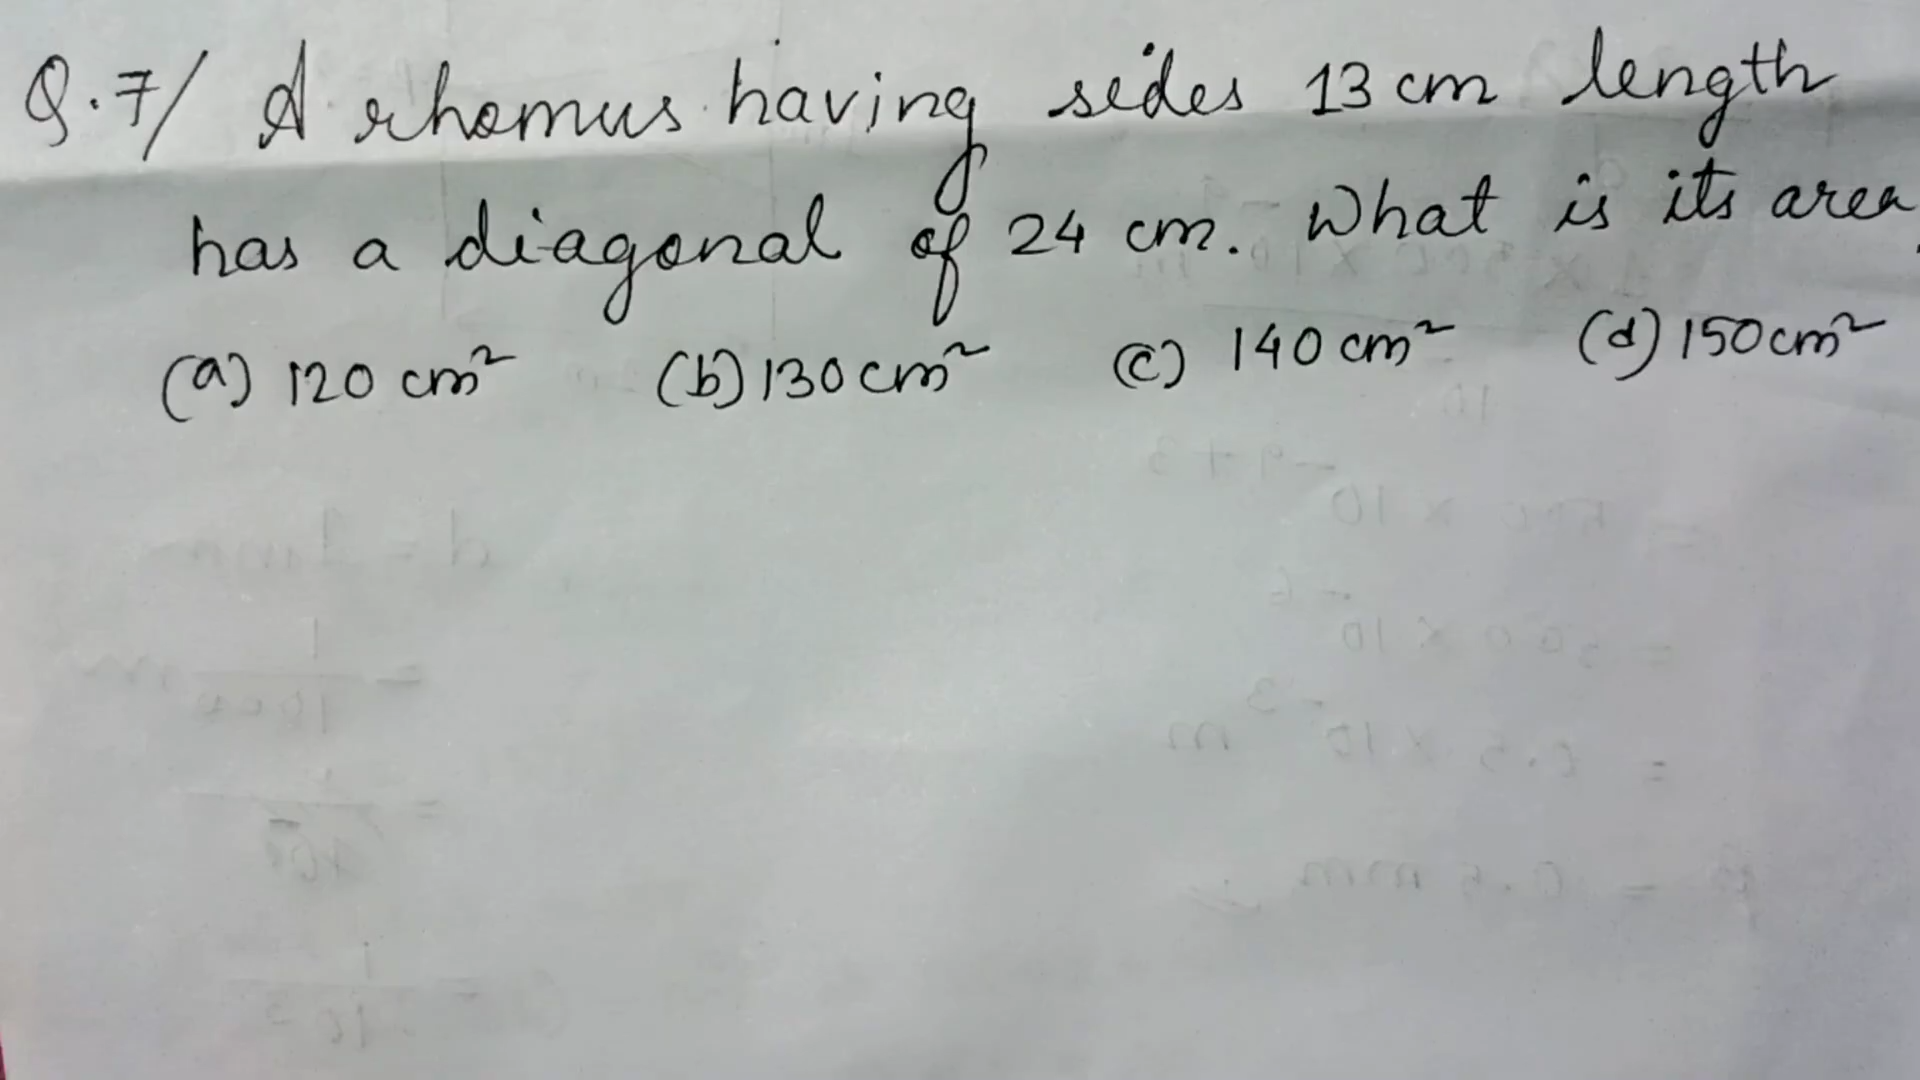 Q.7/ A rhomus having sides 13 cm length
has a diagonal of 24 cm. What is its area,
(a) 120 cm² (b) 130 cm² (c) 140 cm² (d) 150 cm²